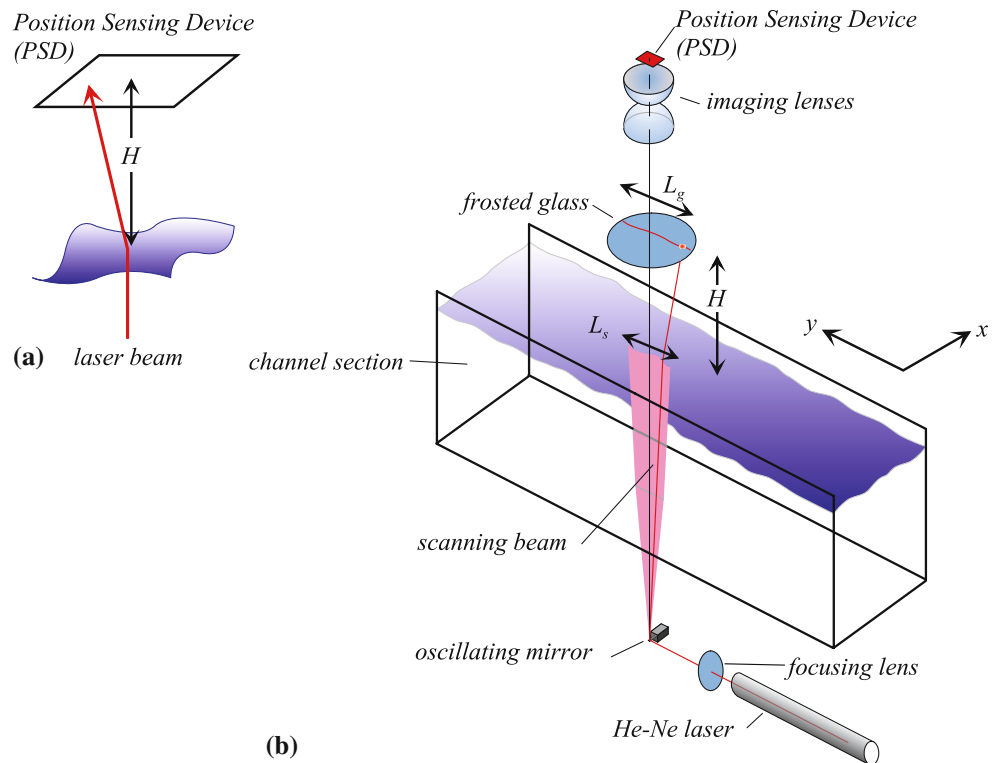 Position Sensing Device
(PSD)
H
(a)
laser beam
Position Sensing Device
(PSD)
imaging lenses
L_g
frosted glass
H
L_s
y
x
channel section
scanning beam
oscillating mirror
focusing lens
He-Ne laser
(b)